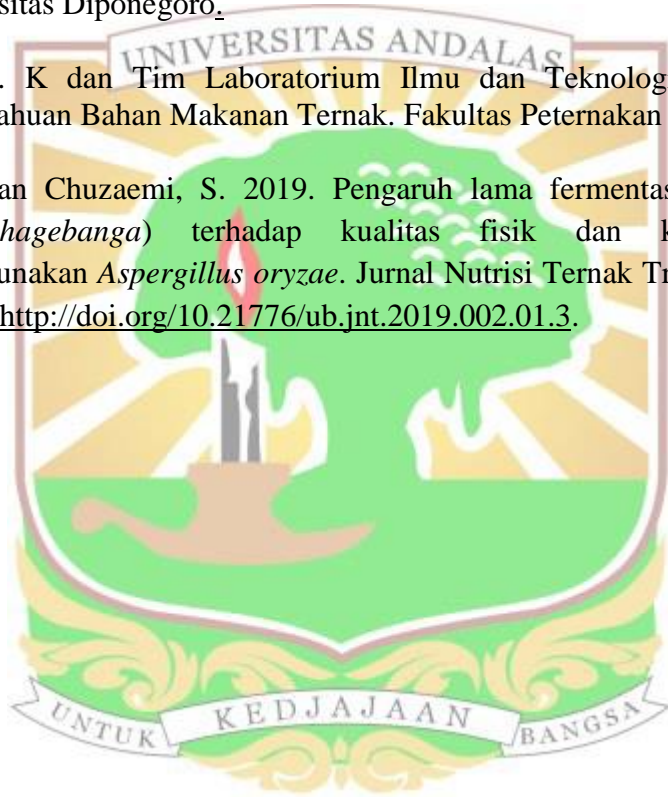 sitas Diponegoro.
UNIVERSITAS ANDALAS
. K dan Tim Laboratorium Ilmu dan Teknolog
ahuan Bahan Makanan Ternak. Fakultas Peternakan
an Chuzaemi, S. 2019. Pengaruh lama fermentas
hagebanga) terhadap kualitas fisik dan k
unakan Aspergillus oryzae. Jurnal Nutrisi Ternak Tr
http://doi.org/10.21776/ub.jnt.2019.002.01.3.
UNTUK KEDJAJAAN BANGSA